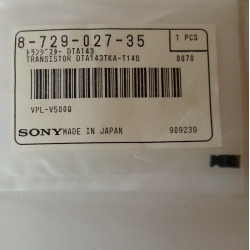 8-729-027-35 1 PCS
トランジスター DTA143
TRANSISTOR DTA143TKA-T146 0070
VPL-V500Q
SONY MADE IN JAPAN 909239